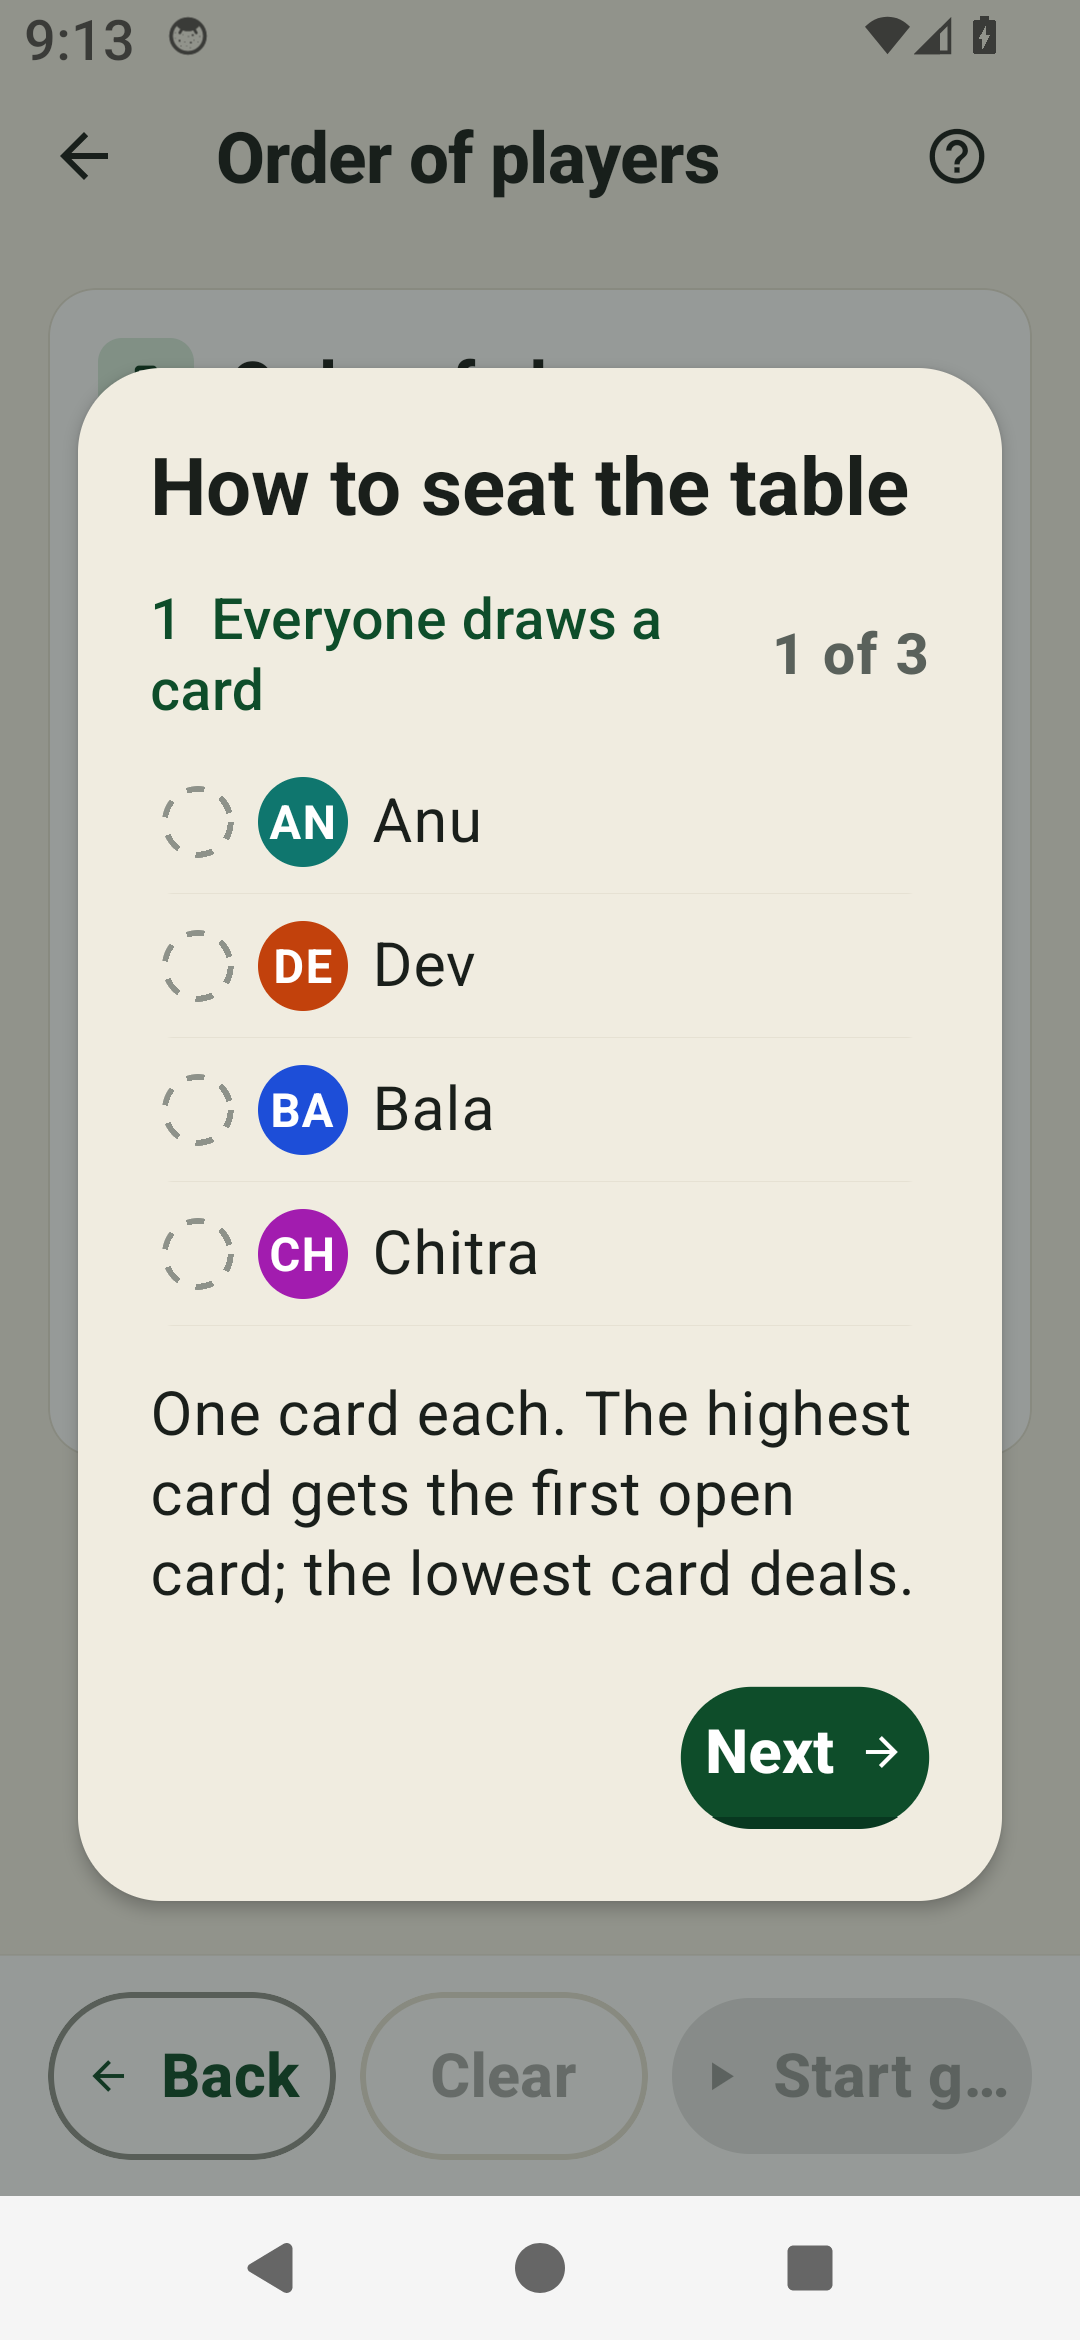 9:13
Order of players
How to seat the table
1 Everyone draws a
card
1 of 3
AN Anu
DE Dev
BA Bala
CH Chitra
One card each. The highest
card gets the first open
card; the lowest card deals.
Next
Back
Clear
Start g...